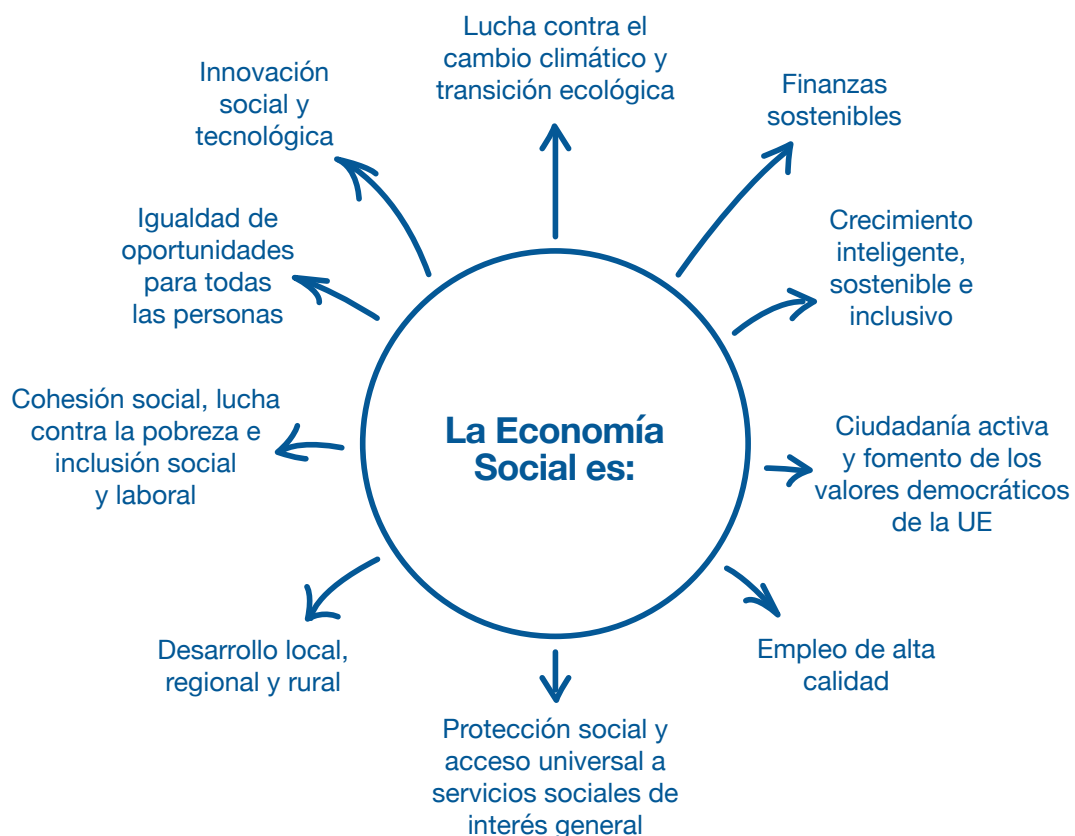 Lucha contra el
cambio climático y
transición ecológica
Finanzas
sostenibles
Crecimiento
inteligente,
sostenible e
inclusivo
Ciudadanía activa
y fomento de los
valores democráticos
de la UE
Empleo de alta
calidad
Protección social y
acceso universal a
servicios sociales de
interés general
Desarrollo local,
regional y rural
Cohesión social, lucha
contra la pobreza e
inclusión social
y laboral
Igualdad de
oportunidades
para todas
las personas
Innovación
social y
tecnológica
La Economía
Social es: